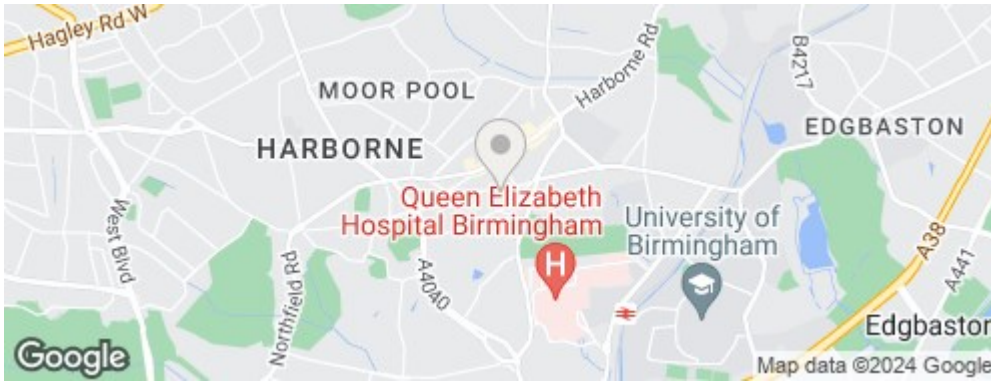 Hagley Rd W
MOOR POOL
Harborne Rd
B4217
EDGBASTON
HARBORNE
Queen Elizabeth
Hospital Birmingham
H
University of
Birmingham
West Blvd
Northfield Rd
A4040
A38
A441
Edgbaston
Google
Map data ©2024 Google